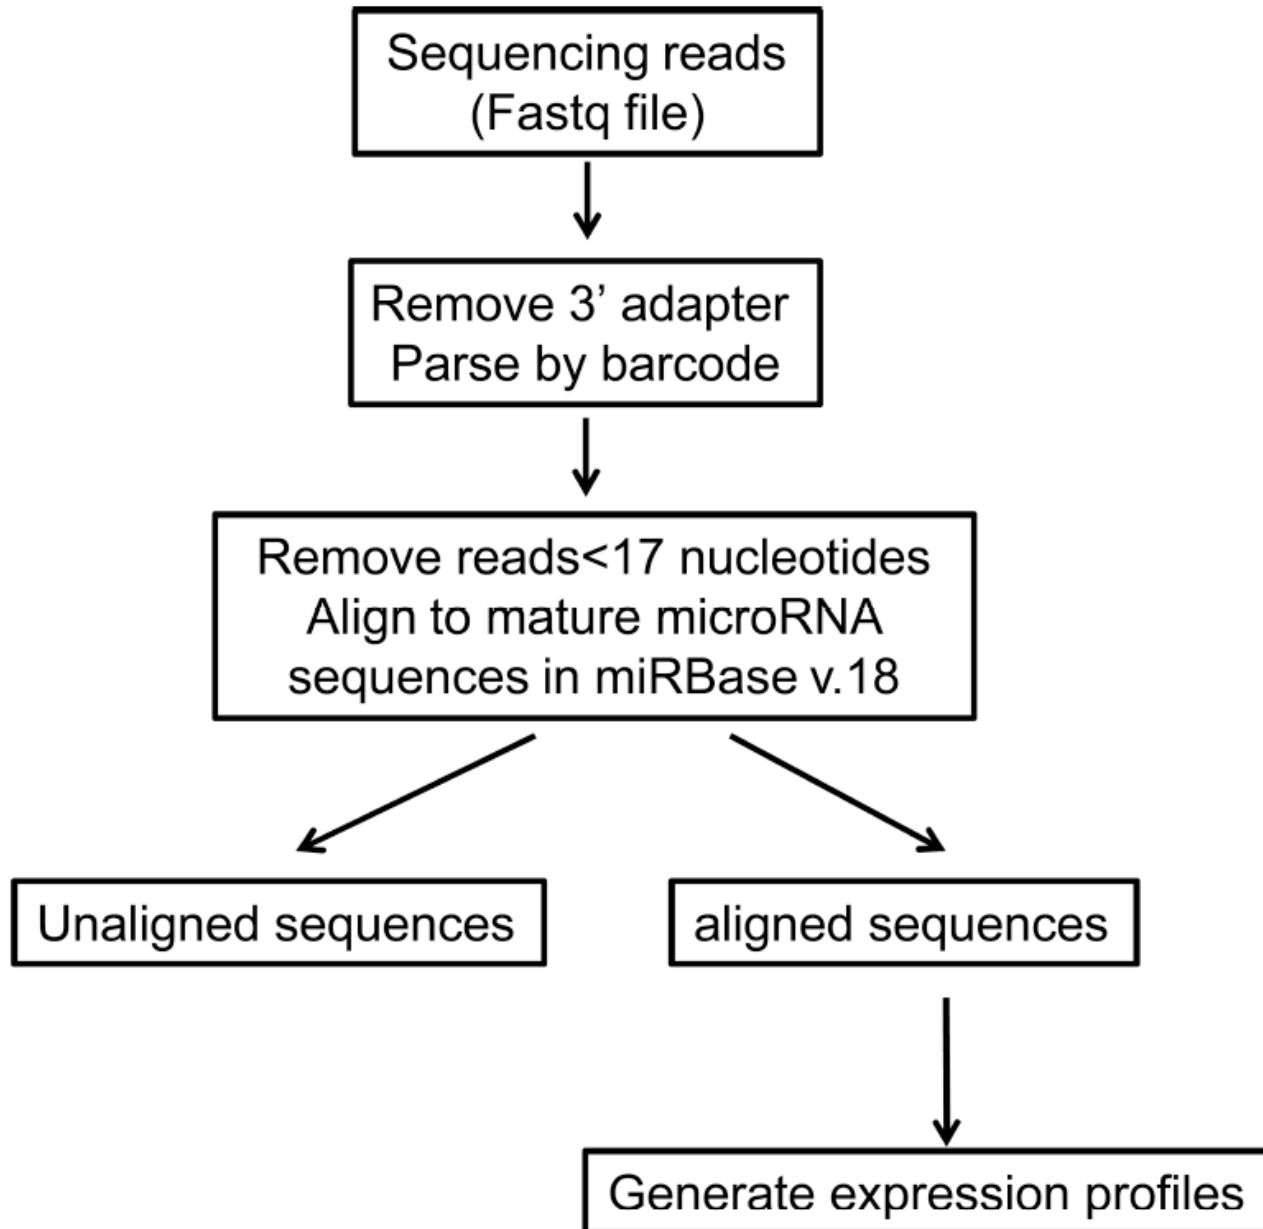 Sequencing reads
(Fastq file)
Remove 3’ adapter
Parse by barcode
Remove reads<17 nucleotides
Align to mature microRNA
sequences in miRBase v.18
Unaligned sequences
aligned sequences
Generate expression profiles